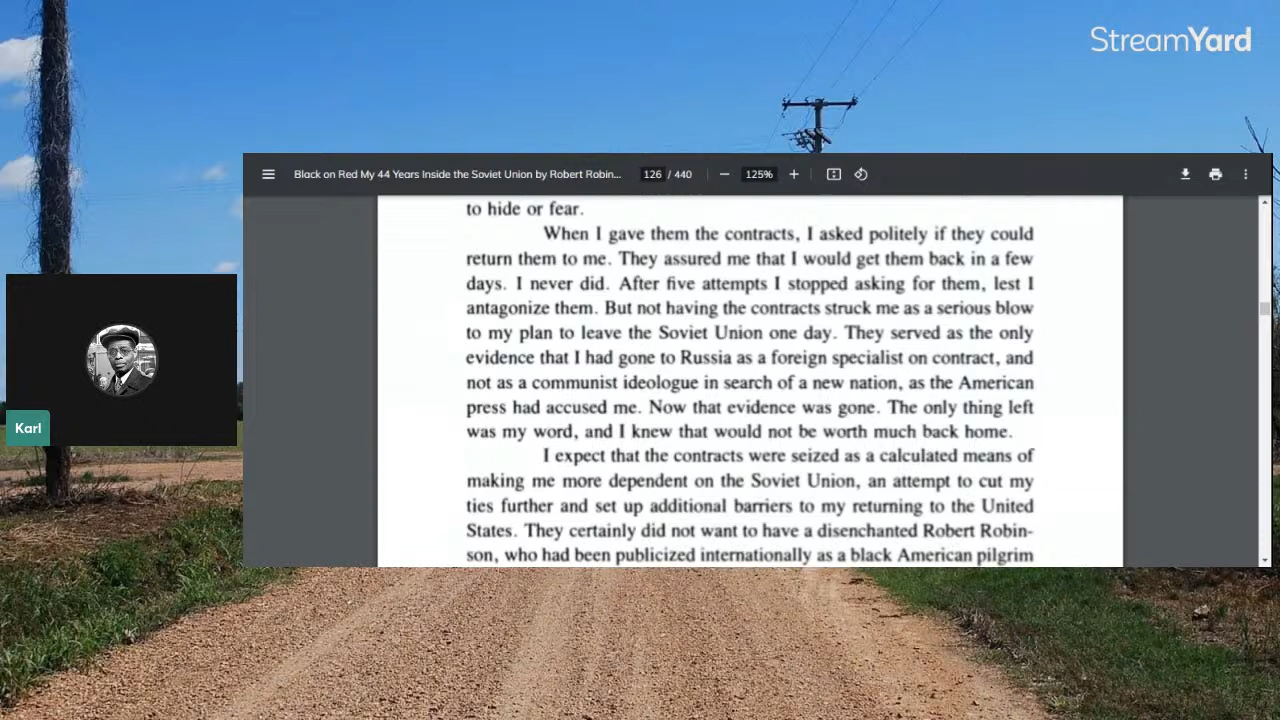 StreamYard
Black on Red My 44 Years Inside the Soviet Union by Robert Robin...
126 / 440
125%
to hide or fear.
When I gave them the contracts, I asked politely if they could
return them to me. They assured me that I would get them back in a few
days. I never did. After five attempts I stopped asking for them, lest I
antagonize them. But not having the contracts struck me as a serious blow
to my plan to leave the Soviet Union one day. They served as the only
evidence that I had gone to Russia as a foreign specialist on contract, and
not as a communist ideologue in search of a new nation, as the American
press had accused me. Now that evidence was gone. The only thing left
was my word, and I knew that would not be worth much back home.
I expect that the contracts were seized as a calculated means of
making me more dependent on the Soviet Union, an attempt to cut my
ties further and set up additional barriers to my returning to the United
States. They certainly did not want to have a disenchanted Robert Robin-
son, who had been publicized internationally as a black American pilgrim
Karl